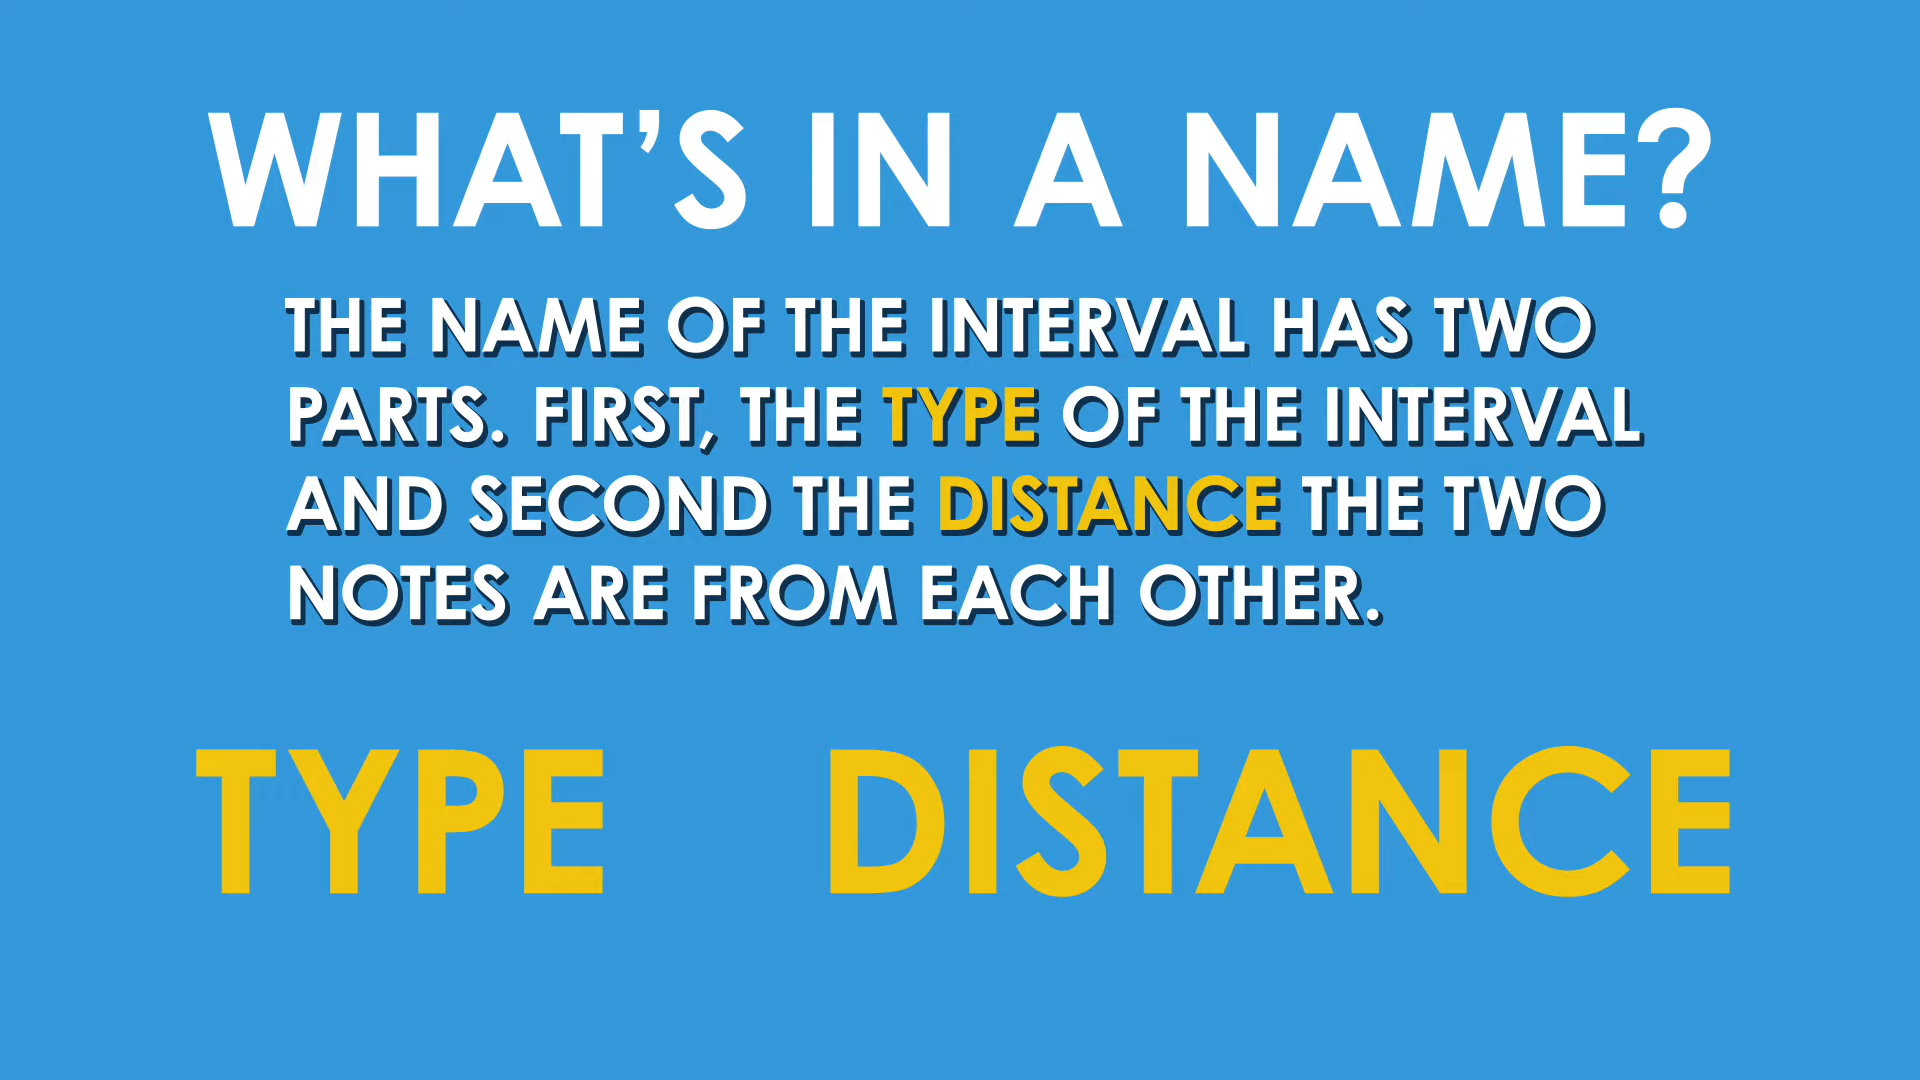 WHAT’S IN A NAME?
THE NAME OF THE INTERVAL HAS TWO
PARTS. FIRST, THE TYPE OF THE INTERVAL
AND SECOND THE DISTANCE THE TWO
NOTES ARE FROM EACH OTHER.
TYPE DISTANCE